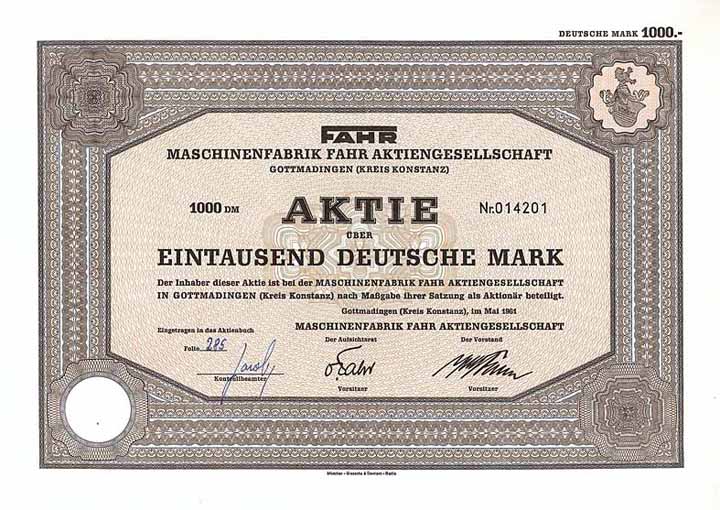 DEUTSCHE MARK 1000.-
FAHR
MASCHINENFABRIK FAHR AKTIENGESELLSCHAFT
GOTTMADINGEN (KREIS KONSTANZ)
1000 DM AKTIE Nr. 014201
ÜBER
EINTAUSEND DEUTSCHE MARK
Der Inhaber dieser Aktie ist bei der MASCHINENFABRIK FAHR AKTIENGESELLSCHAFT
IN GOTTMADINGEN (Kreis Konstanz) nach Maßgabe ihrer Satzung als Aktionär beteiligt.
Gottmadingen (Kreis Konstanz), im Mai 1961
MASCHINENFABRIK FAHR AKTIENGESELLSCHAFT
Eingetragen in das Aktienbuch
Der Aufsichtsrat Der Vorstand
Folio 285
Kontrollbeamter Vorsitzer Vorsitzer